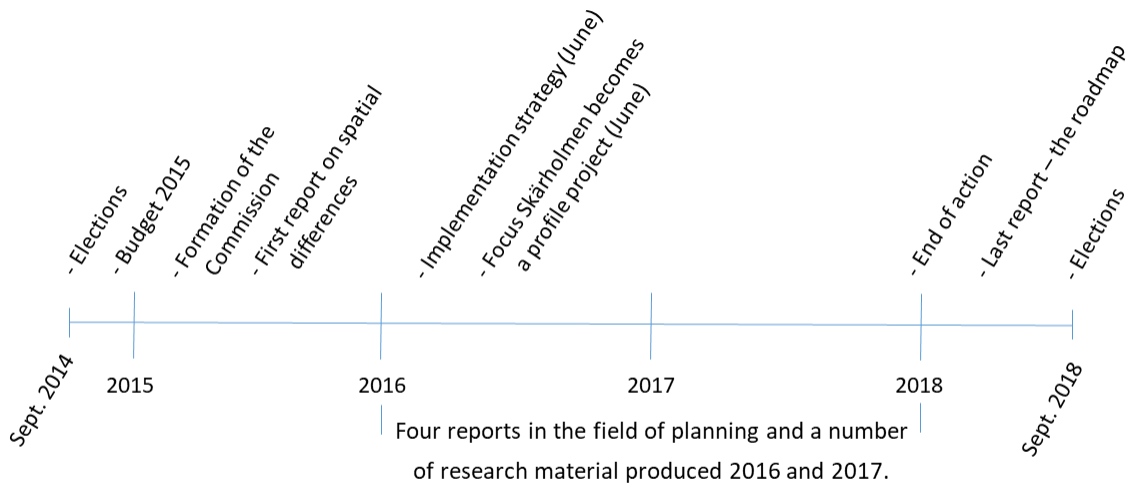 - Elections
- Budget 2015
- Formation of the
Commission
- First report on spatial
differences
- Implementation strategy (June)
- Focus Skärholmen becomes
a profile project (June)
- End of action
- Last report – the roadmap
- Elections
Sept. 2014
2015
2016
2017
2018
Sept. 2018
Four reports in the field of planning and a number
of research material produced 2016 and 2017.